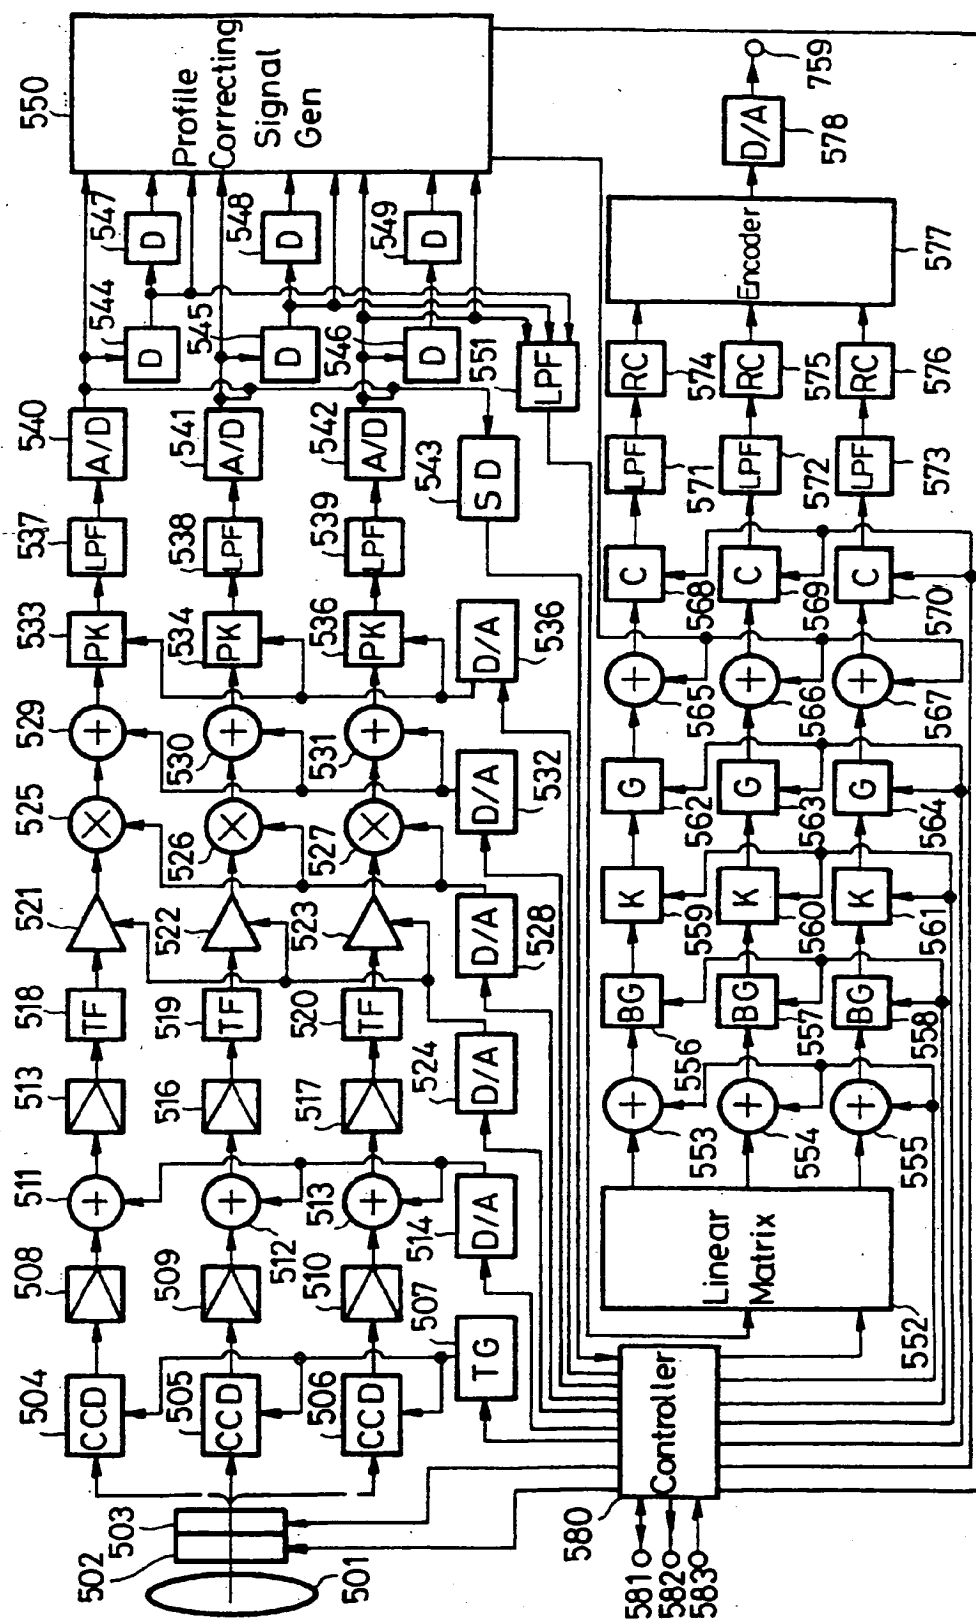 504
508
511
513
518
521
525
529
533
537
540
544
547
550
CCD
+
TF
×
+
PK
LPF
A/D
D
D
Profile
Correcting
Signal
Gen
505
509
512
516
519
522
526
530
534
538
541
545
548
CCD
+
TF
×
+
PK
LPF
A/D
D
D
506
510
513
517
520
523
527
531
536
539
542
546
549
CCD
+
TF
×
+
PK
LPF
A/D
D
D
507
514
524
528
532
536
543
551
TG
D/A
D/A
D/A
D/A
D/A
SD
LPF
501
502
503
580
Controller
581
582
583
Linear
Matrix
552
+
BG
K
G
+
C
LPF
RC
553
556
559
562
565
568
571
574
+
BG
K
G
+
C
LPF
RC
554
557
560
563
566
569
572
575
+
BG
K
G
+
C
LPF
RC
555
558
561
564
567
570
573
576
Encoder
577
D/A
578
759